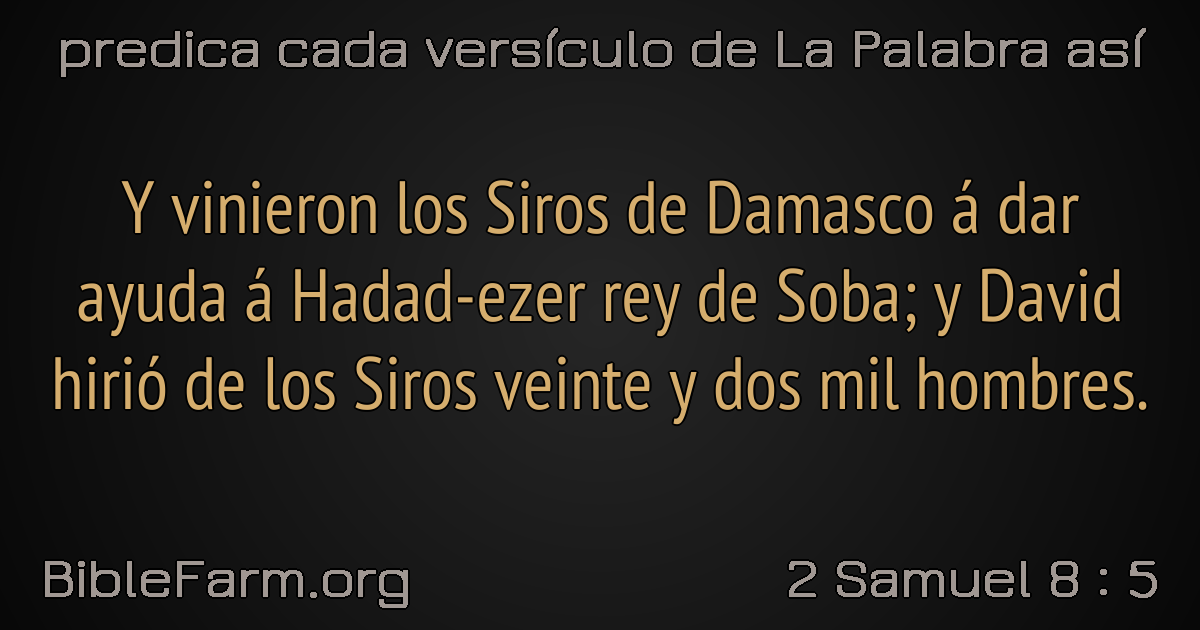 predica cada versículo de La Palabra así
Y vinieron los Siros de Damasco á dar
ayuda á Hadad-ezer rey de Soba; y David
hirió de los Siros veinte y dos mil hombres.
BibleFarm.org
2 Samuel 8 : 5